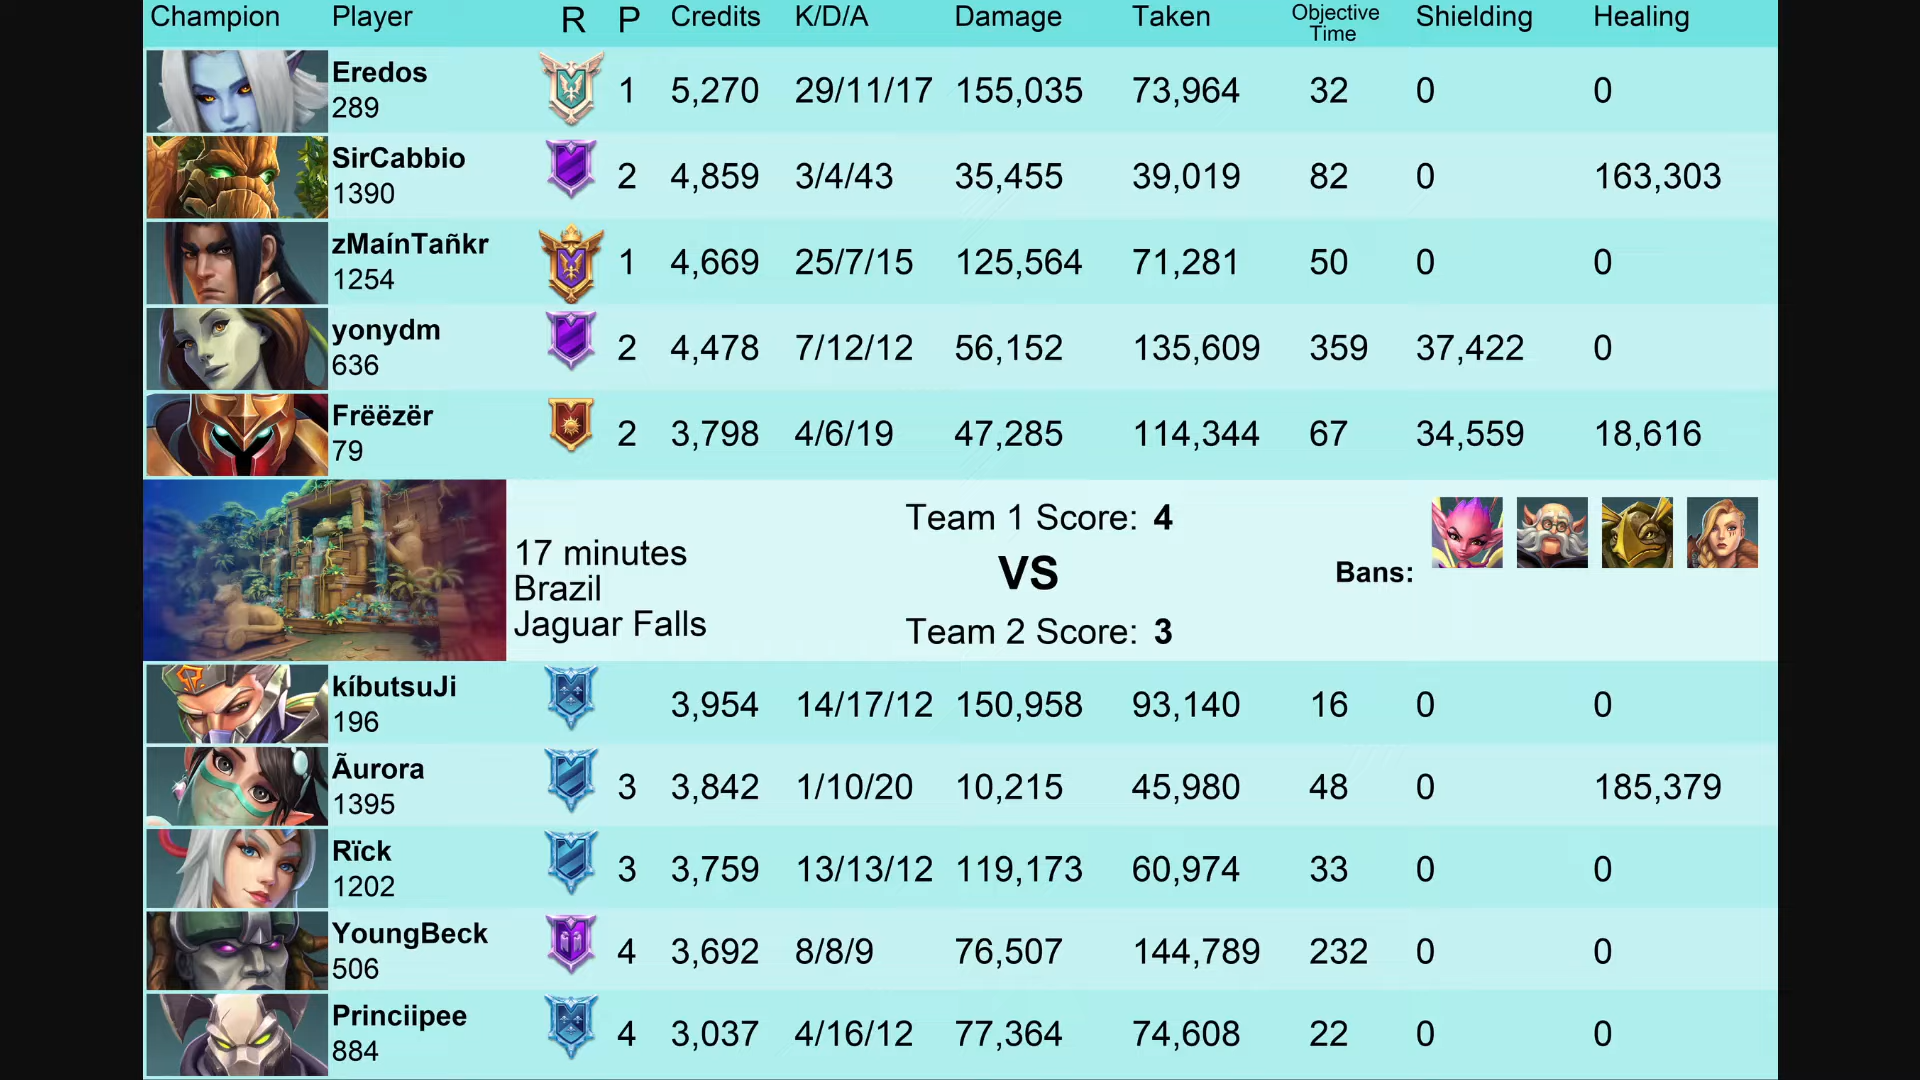 Champion Player R P Credits K/D/A Damage Taken Objective Time Shielding Healing
Eredos
289
1 5,270 29/11/17 155,035 73,964 32 0 0
SirCabbio
1390
2 4,859 3/4/43 35,455 39,019 82 0 163,303
zMaínTañkr
1254
1 4,669 25/7/15 125,564 71,281 50 0 0
yonydm
636
2 4,478 7/12/12 56,152 135,609 359 37,422 0
Frëëzër
79
2 3,798 4/6/19 47,285 114,344 67 34,559 18,616
17 minutes
Brazil
Jaguar Falls
Team 1 Score: 4
VS
Team 2 Score: 3
Bans:
kíbutsuJi
196
3,954 14/17/12 150,958 93,140 16 0 0
Ãurora
1395
3 3,842 1/10/20 10,215 45,980 48 0 185,379
Rïck
1202
3 3,759 13/13/12 119,173 60,974 33 0 0
YoungBeck
506
4 3,692 8/8/9 76,507 144,789 232 0 0
Princiipee
884
4 3,037 4/16/12 77,364 74,608 22 0 0